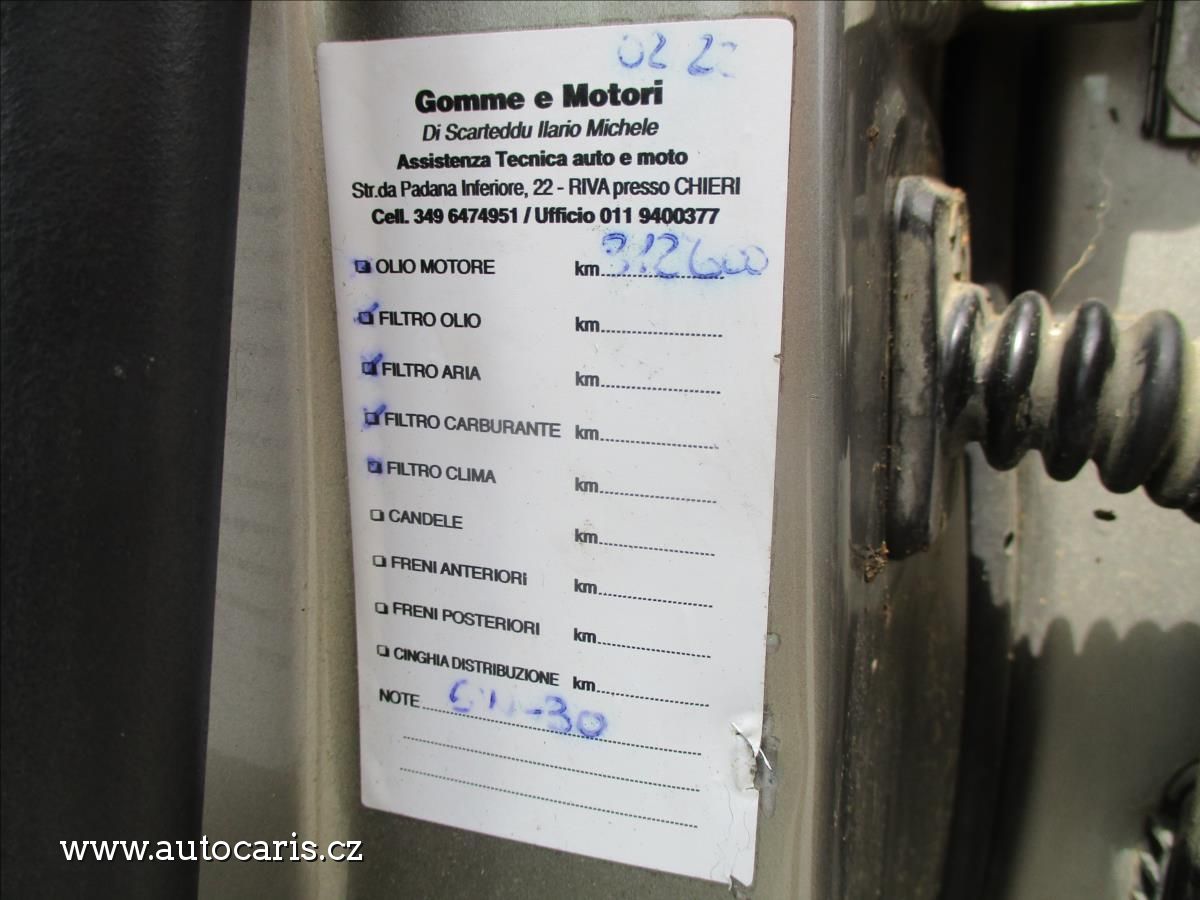 02 22
Gomme e Motori
Di Scarteddu Ilario Michele
Assistenza Tecnica auto e moto
Str.da Padana Inferiore, 22 - RIVA presso CHIERI
Cell. 349 6474951 / Ufficio 011 9400377
OLIO MOTORE km 312600
FILTRO OLIO km
FILTRO ARIA km
FILTRO CARBURANTE km
FILTRO CLIMA km
CANDELE km
FRENI ANTERIORI km
FRENI POSTERIORI km
CINGHIA DISTRIBUZIONE km
NOTE -30
www.autocaris.cz